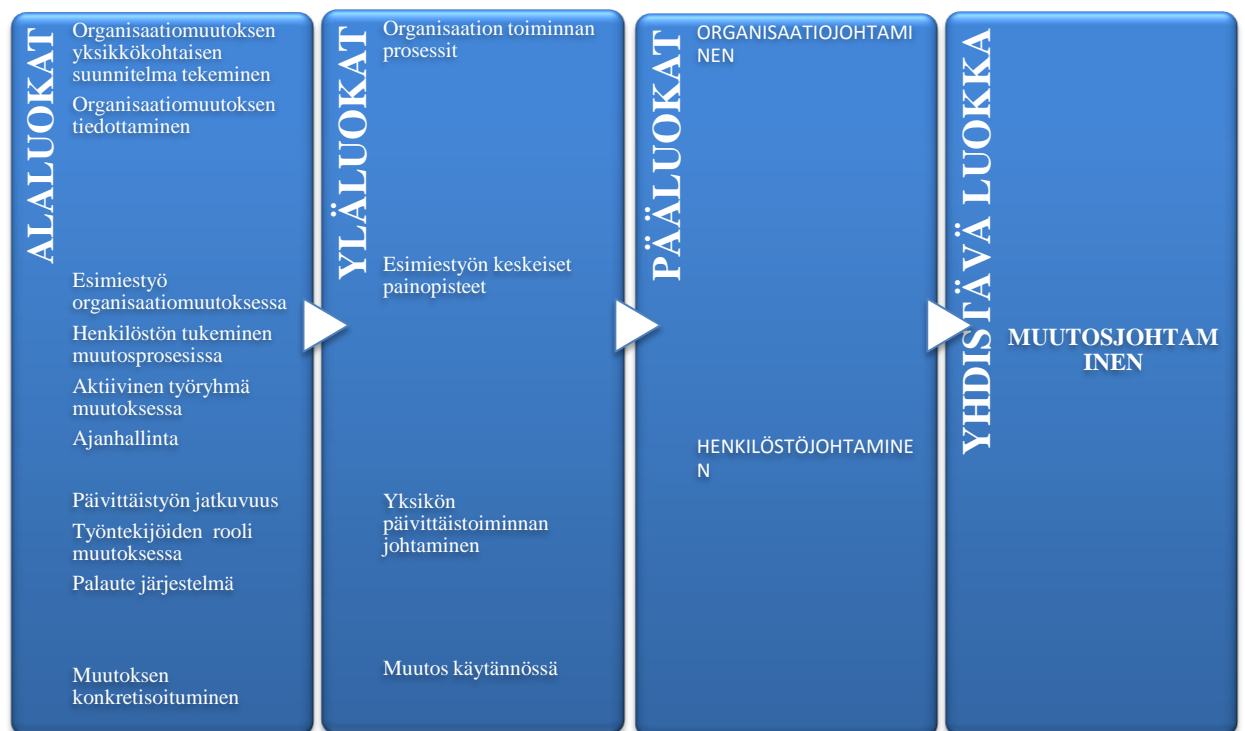 ALALUOKAT
Organisaatiomuutoksen
yksikkökohtaisen
suunnitelma tekeminen
Organisaatiomuutoksen
tiedottaminen
Esimiestyö
organisaatiomuutoksessa
Henkilöstön tukeminen
muutosprosesissa
Aktiivinen työryhmä
muutoksessa
Ajanhallinta
Päivittäistyön jatkuvuus
Työntekijöiden rooli
muutoksessa
Palaute järjestelmä
Muutoksen
konkretisoituminen
YLÄLUOKAT
Organisaation toiminnan
prosessit
Esimiestyön keskeiset
painopisteet
Yksikön
päivittäistoiminnan
johtaminen
Muutos käytännössä
PÄÄLUOKAT
ORGANISAATIOJOHTAMI
NEN
HENKILÖSTÖJOHTAMINE
N
YHDISTÄVÄ LUOKKA
MUUTOSJOHTAM
INEN